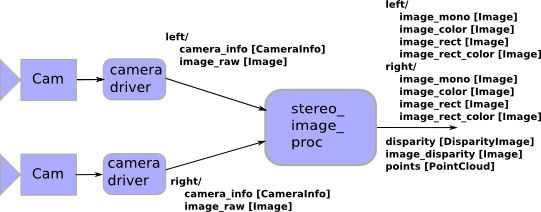 left/
camera_info [CameraInfo]
image_raw [Image]
Cam
camera
driver
stereo_
image_
proc
left/
image_mono [Image]
image_color [Image]
image_rect [Image]
image_rect_color [Image]
right/
image_mono [Image]
image_color [Image]
image_rect [Image]
image_rect_color [Image]
disparity [DisparityImage]
image_disparity [Image]
points [PointCloud]
Cam
camera
driver
right/
camera_info [CameraInfo]
image_raw [Image]